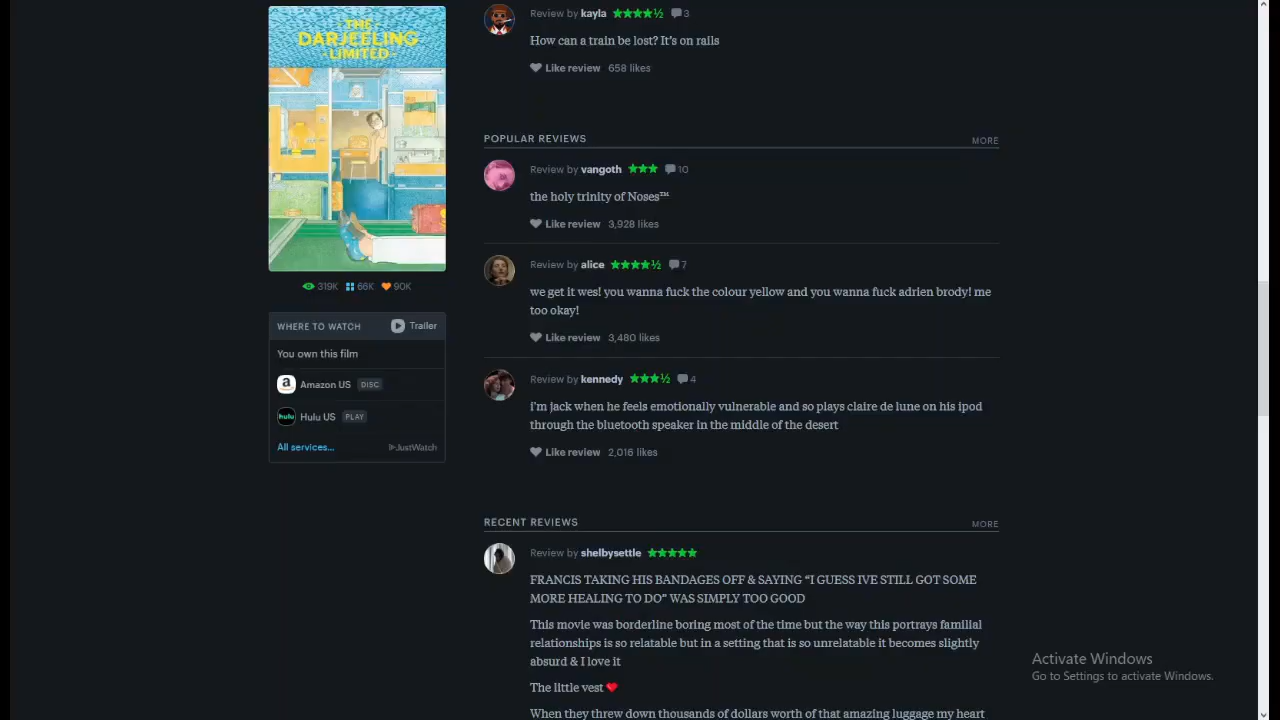 THE
DARJEELING
-LIMITED-
319K 66K 90K
WHERE TO WATCH Trailer
You own this film
a Amazon US DISC
hulu Hulu US PLAY
All services... JustWatch
Review by kayla ★★★★½ 3
How can a train be lost? It's on rails
Like review 658 likes
POPULAR REVIEWS MORE
Review by vangoth ★★★ 10
the holy trinity of Noses™
Like review 3,928 likes
Review by alice ★★★★½ 7
we get it wes! you wanna fuck the colour yellow and you wanna fuck adrien brody! me
too okay!
Like review 3,480 likes
Review by kennedy ★★★½ 4
i'm jack when he feels emotionally vulnerable and so plays claire de lune on his ipod
through the bluetooth speaker in the middle of the desert
Like review 2,016 likes
RECENT REVIEWS MORE
Review by shelbysettle ★★★★★
FRANCIS TAKING HIS BANDAGES OFF & SAYING “I GUESS IVE STILL GOT SOME
MORE HEALING TO DO” WAS SIMPLY TOO GOOD
This movie was borderline boring most of the time but the way this portrays familial
relationships is so relatable but in a setting that is so unrelatable it becomes slightly
absurd & I love it
The little vest ❤
When they threw down thousands of dollars worth of that amazing luggage my heart
Activate Windows
Go to Settings to activate Windows.